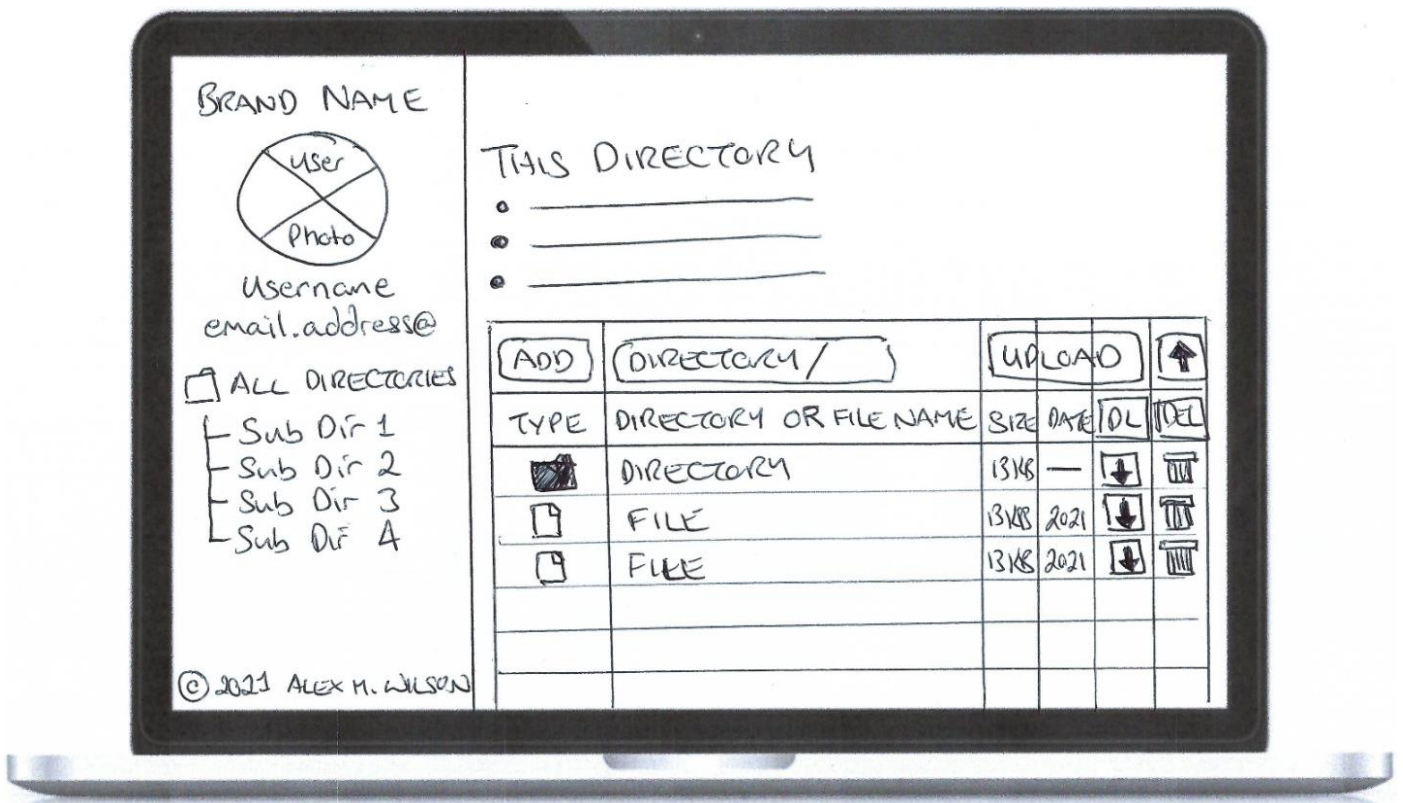 BRAND NAME
User
Photo
Username
email.address@
ALL DIRECTORIES
Sub Dir 1
Sub Dir 2
Sub Dir 3
Sub Dir 4
© 2021 ALEX M. WILSON
THIS DIRECTORY
ADD DIRECTORY/ UPLOAD
TYPE DIRECTORY OR FILE NAME SIZE DATE DL DEL
DIRECTORY 13KB —
FILE 13KB 2021
FILE 13KB 2021